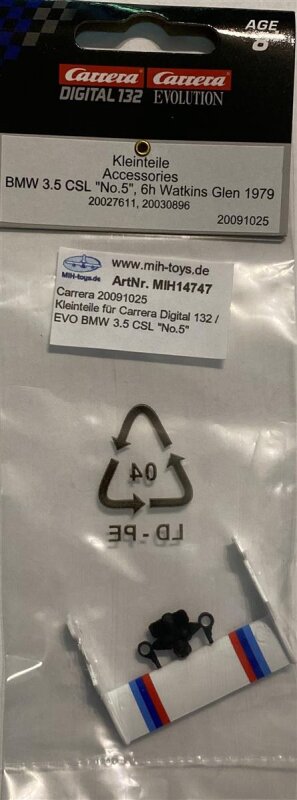 AGE
8
Carrera Carrera
DIGITAL 132 EVOLUTION
Kleinteile
Accessories
BMW 3.5 CSL "No.5", 6h Watkins Glen 1979
20027611, 20030896
20091025
www.mih-toys.de
MIH-toys.de
ArtNr. MIH14747
Carrera 20091025
Kleinteile für Carrera Digital 132 /
EVO BMW 3.5 CSL "No.5"
04
LD-PE